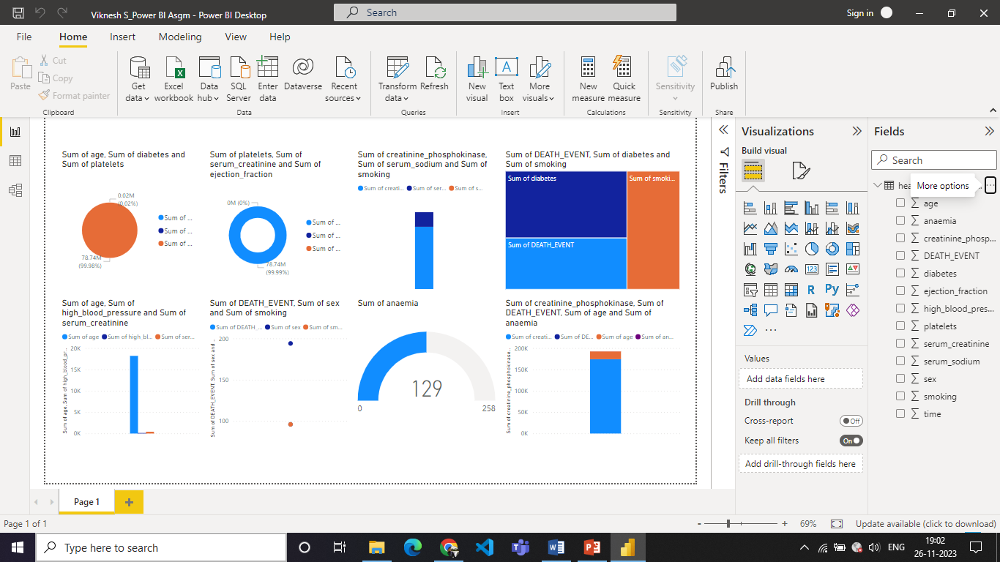 Viknesh S_Power BI Asgm - Power BI Desktop
Search
Sign in
File
Home
Insert
Modeling
View
Help
Paste
Cut
Copy
Format painter
Clipboard
Get data
Excel workbook
Data hub
SQL Server
Enter data
Dataverse
Recent sources
Data
Transform data
Refresh
Queries
New visual
Text box
More visuals
Insert
New measure
Quick measure
Calculations
Sensitivity
Sensitivity
Publish
Share
Sum of age, Sum of diabetes and
Sum of platelets
0.02M
(0.02%)
78.74M
(99.98%)
Sum of ...
Sum of ...
Sum of ...
Sum of platelets, Sum of
serum_creatinine and Sum of
ejection_fraction
0M (0%)
78.74M
(99.99%)
Sum of ...
Sum of ...
Sum of ...
Sum of creatinine_phosphokinase,
Sum of serum_sodium and Sum of
smoking
Sum of creati... Sum of ser... Sum of s...
Sum of DEATH_EVENT, Sum of diabetes and
Sum of smoking
Sum of diabetes
Sum of smoki...
Sum of DEATH_EVENT
Sum of age, Sum of
high_blood_pressure and Sum of
serum_creatinine
Sum of age Sum of high_bl... Sum of ser...
Sum of age, Sum of high_blood_pr...
20K
15K
10K
5K
0K
Sum of DEATH_EVENT, Sum of sex
and Sum of smoking
Sum of DEATH_... Sum of sex Sum of sm...
Sum of DEATH_EVENT, Sum of sex and ...
200
150
100
Sum of anaemia
129
0
258
Sum of creatinine_phosphokinase, Sum of
DEATH_EVENT, Sum of age and Sum of
anaemia
Sum of creati... Sum of DE... Sum of age Sum of an...
Sum of creatinine_phosphokinase...
200K
150K
100K
50K
0K
Filters
Visualizations
Build visual
123
R
Py
Values
Add data fields here
Drill through
Cross-report
Off
Keep all filters
On
Add drill-through fields here
Fields
Search
hea
More options
age
anaemia
creatinine_phosp...
DEATH_EVENT
diabetes
ejection_fraction
high_blood_pres...
platelets
serum_creatinine
serum_sodium
sex
smoking
time
Page 1
Page 1 of 1
69%
Update available (click to download)
Type here to search
ENG
19:02
26-11-2023